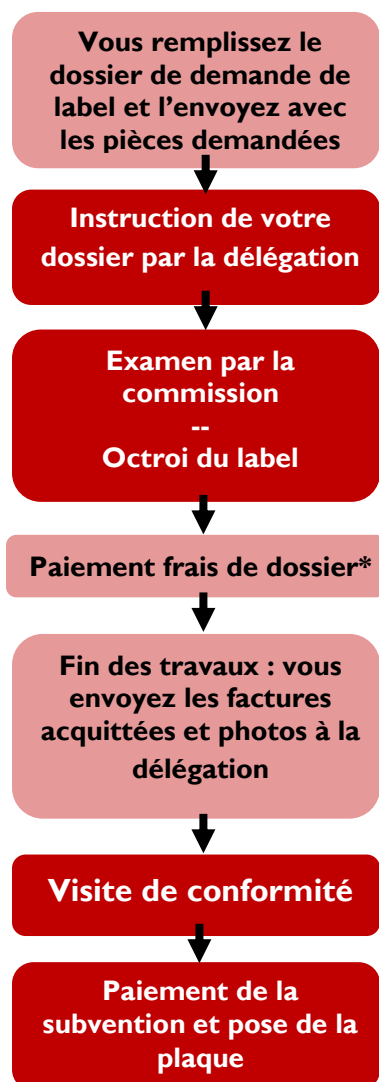 Vous remplissez le
dossier de demande de
label et l’envoyez avec
les pièces demandées
Instruction de votre
dossier par la délégation
Examen par la
commission
--
Octroi du label
Paiement frais de dossier*
Fin des travaux : vous
envoyez les factures
acquittées et photos à la
délégation
Visite de conformité
Paiement de la
subvention et pose de la
plaque